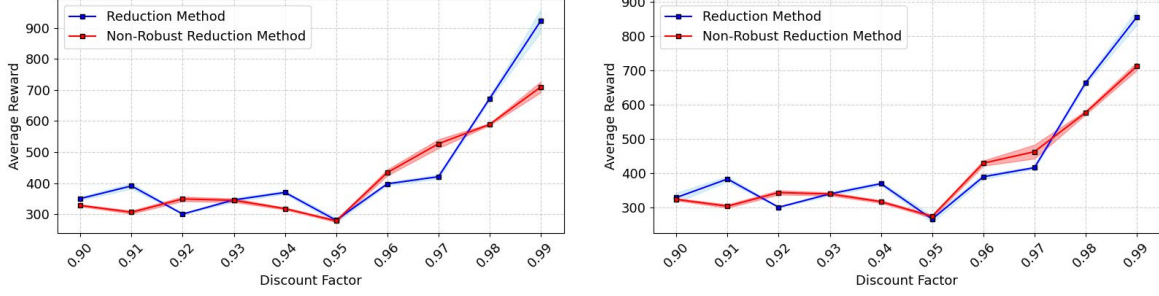 Reduction Method
Non-Robust Reduction Method
Average Reward
900
800
700
600
500
400
300
0.90 0.91 0.92 0.93 0.94 0.95 0.96 0.97 0.98 0.99
Discount Factor
Reduction Method
Non-Robust Reduction Method
Average Reward
900
800
700
600
500
400
300
0.90 0.91 0.92 0.93 0.94 0.95 0.96 0.97 0.98 0.99
Discount Factor